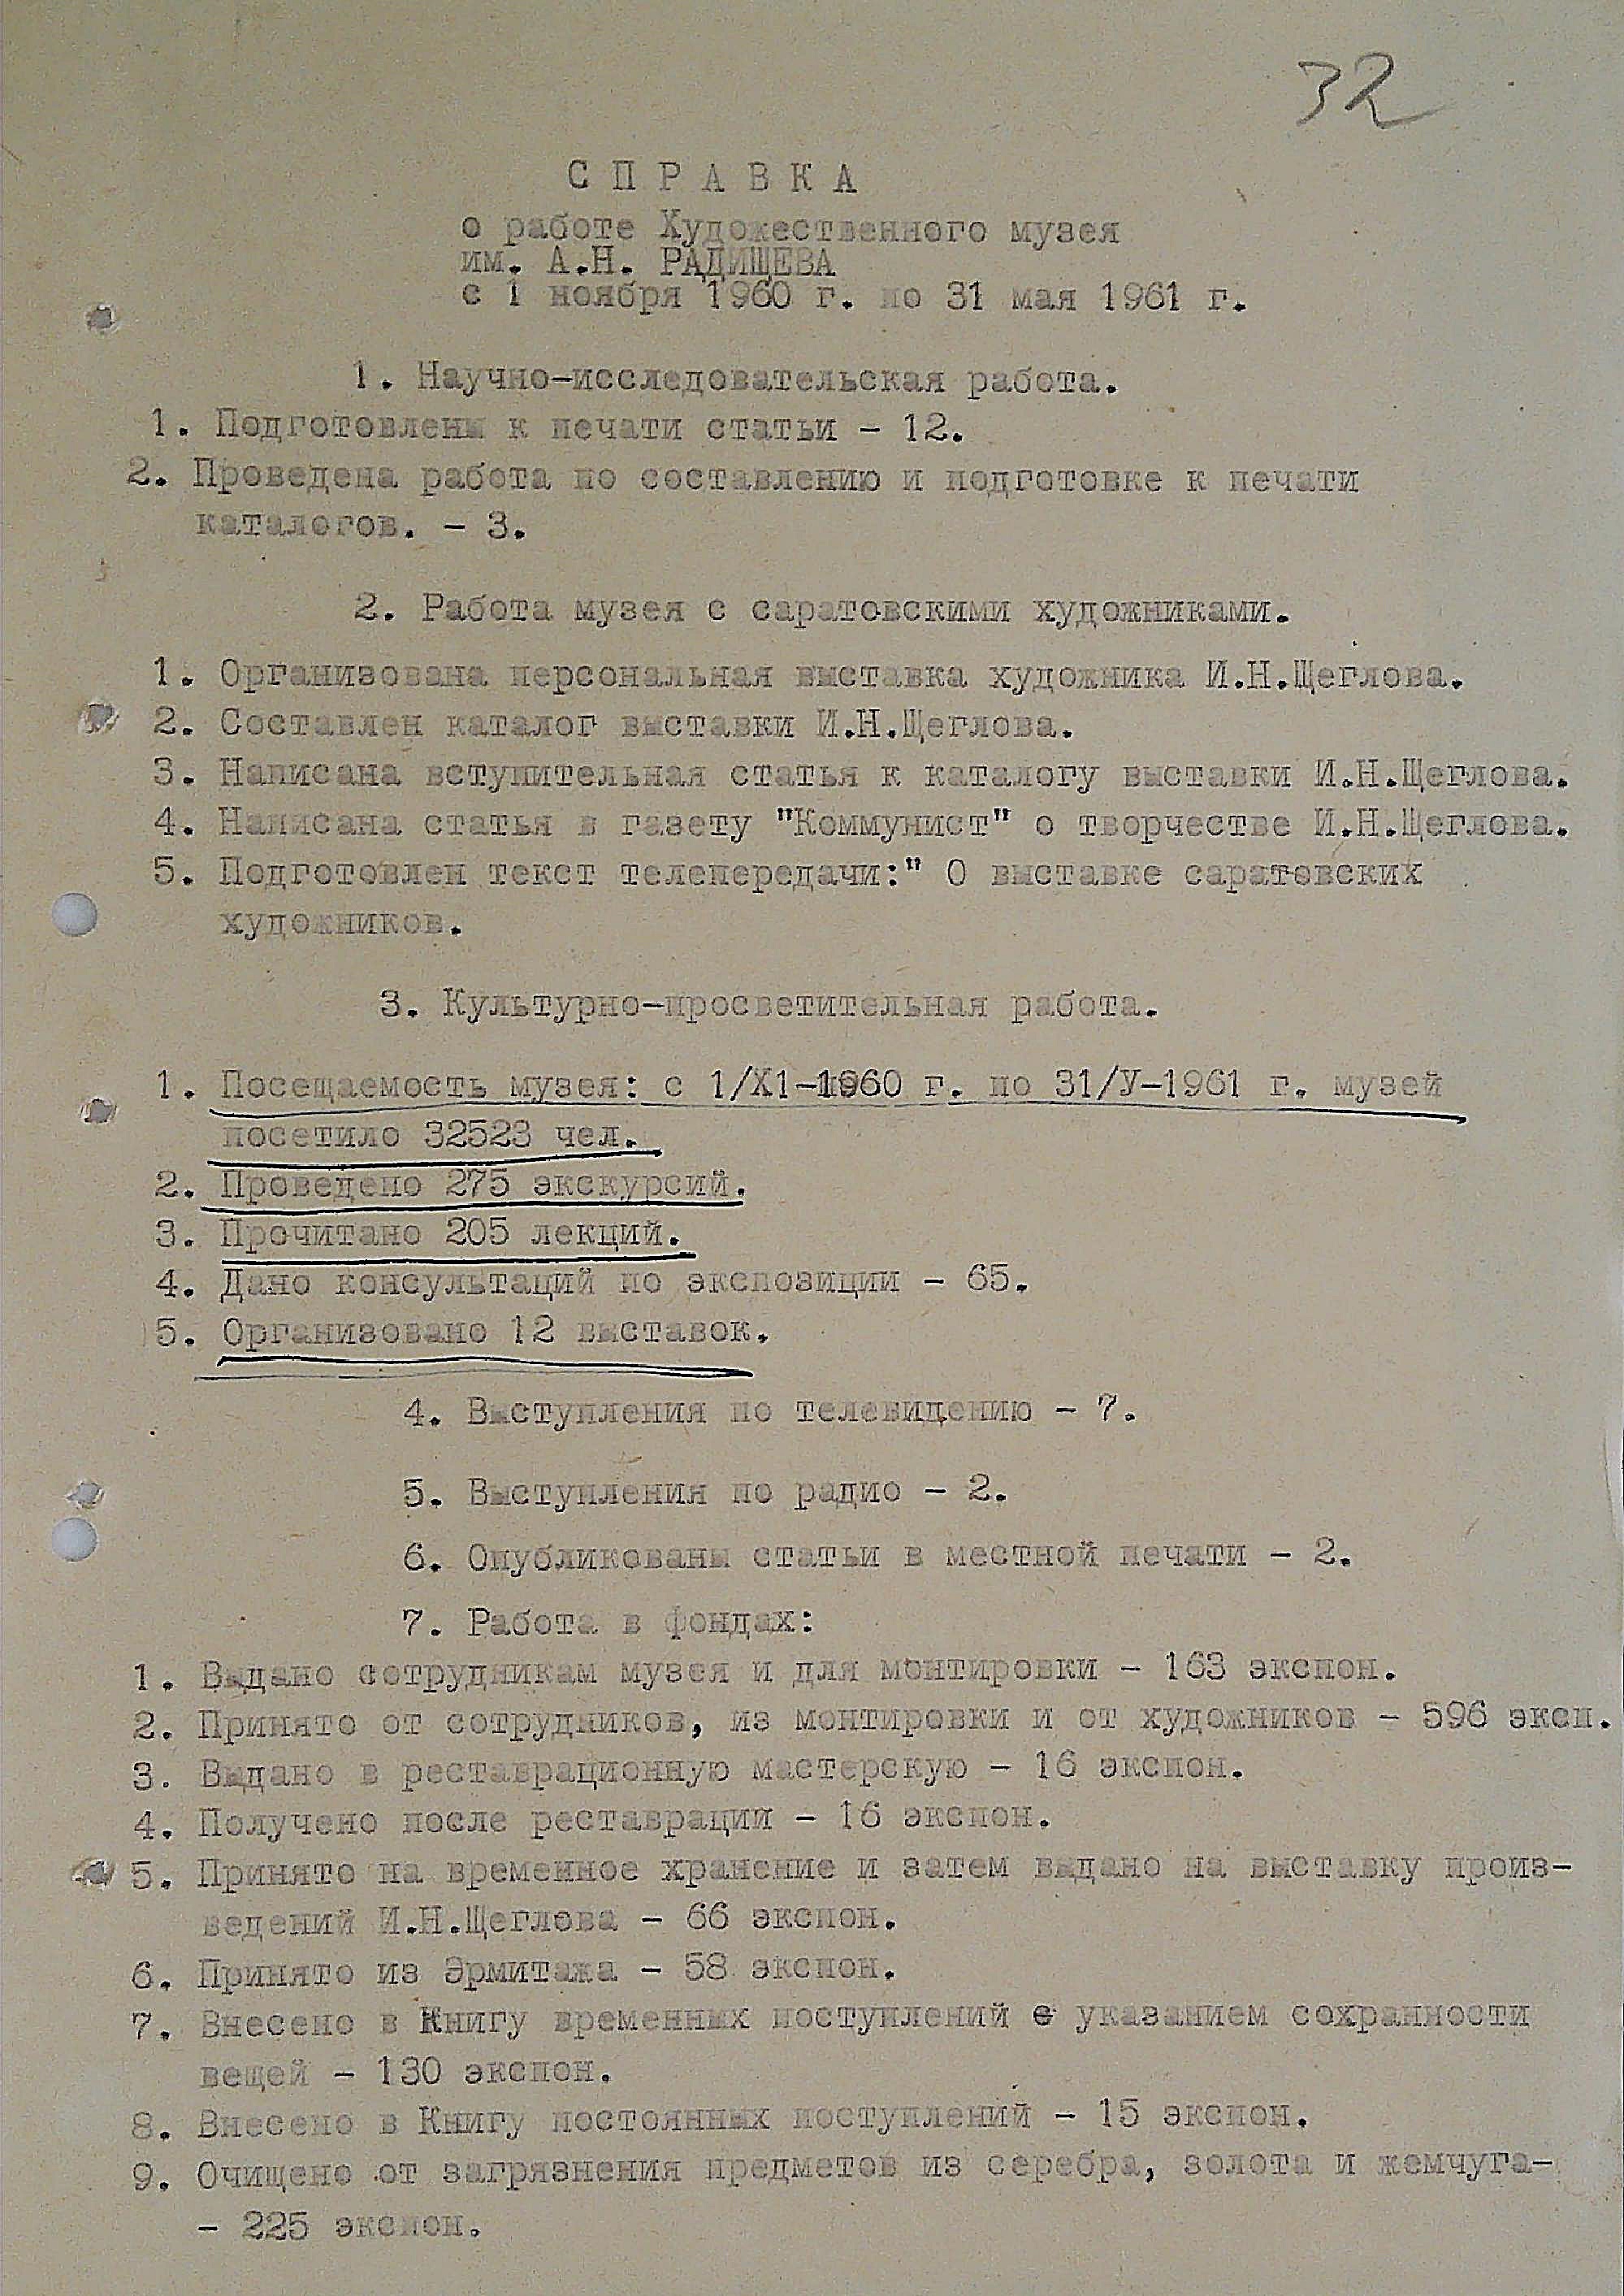 32
С П Р А В К А
о работе Художественного музея
им. А.Н. РАДИЩЕВА
с 1 ноября 1960 г. по 31 мая 1961 г.
1. Научно-исследовательская работа.
1. Подготовлены к печати статьи - 12.
2. Проведена работа по составлению и подготовке к печати
каталогов. - 3.
2. Работа музея с саратовскими художниками.
1. Организована персональная выставка художника И.Н.Щеглова.
2. Составлен каталог выставки И.Н.Щеглова.
3. Написана вступительная статья к каталогу выставки И.Н.Щеглова.
4. Написана статья в газету "Коммунист" о творчестве И.Н.Щеглова.
5. Подготовлен текст телепередачи:" О выставке саратовских
художников.
3. Культурно-просветительная работа.
1. Посещаемость музея: с 1/X1-1960 г. по 31/У-1961 г. музей
посетило 32523 чел.
2. Проведено 275 экскурсий.
3. Прочитано 205 лекций.
4. Дано консультаций по экспозиции - 65.
5. Организовано 12 выставок.
4. Выступления по телевидению - 7.
5. Выступления по радио - 2.
6. Опубликованы статьи в местной печати - 2.
7. Работа в фондах:
1. Выдано сотрудникам музея и для монтировки - 163 экспон.
2. Принято от сотрудников, из монтировки и от художников - 596 эксп.
3. Выдано в реставрационную мастерскую - 16 экспон.
4. Получено после реставрации - 16 экспон.
5. Принято на временное хранение и затем выдано на выставку произ-
ведений И.Н.Щеглова - 66 экспон.
6. Принято из Эрмитажа - 58 экспон.
7. Внесено в Книгу временных поступлений с указанием сохранности
вещей - 130 экспон.
8. Внесено в Книгу постоянных поступлений - 15 экспон.
9. Очищено от загрязнения предметов из серебра, золота и жемчуга-
- 225 экспон.